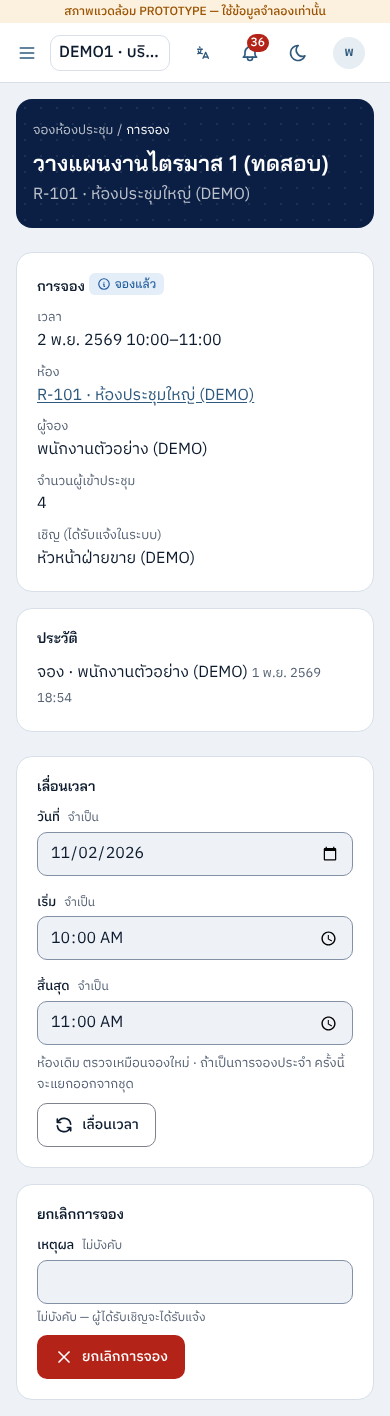 สภาพแวดล้อม PROTOTYPE — ใช้ข้อมูลจำลองเท่านั้น
DEMO1 · บริ...
36
พ
จองห้องประชุม / การจอง
วางแผนงานไตรมาส 1 (ทดสอบ)
R-101 · ห้องประชุมใหญ่ (DEMO)
การจอง จองแล้ว
เวลา
2 พ.ย. 2569 10:00–11:00
ห้อง
R-101 · ห้องประชุมใหญ่ (DEMO)
ผู้จอง
พนักงานตัวอย่าง (DEMO)
จำนวนผู้เข้าประชุม
4
เชิญ (ได้รับแจ้งในระบบ)
หัวหน้าฝ่ายขาย (DEMO)
ประวัติ
จอง · พนักงานตัวอย่าง (DEMO) 1 พ.ย. 2569
18:54
เลื่อนเวลา
วันที่ จำเป็น
11/02/2026
เริ่ม จำเป็น
10:00 AM
สิ้นสุด จำเป็น
11:00 AM
ห้องเดิม ตรวจเหมือนจองใหม่ · ถ้าเป็นการจองประจำ ครั้งนี้
จะแยกออกจากชุด
เลื่อนเวลา
ยกเลิกการจอง
เหตุผล ไม่บังคับ
ไม่บังคับ — ผู้ได้รับเชิญจะได้รับแจ้ง
ยกเลิกการจอง